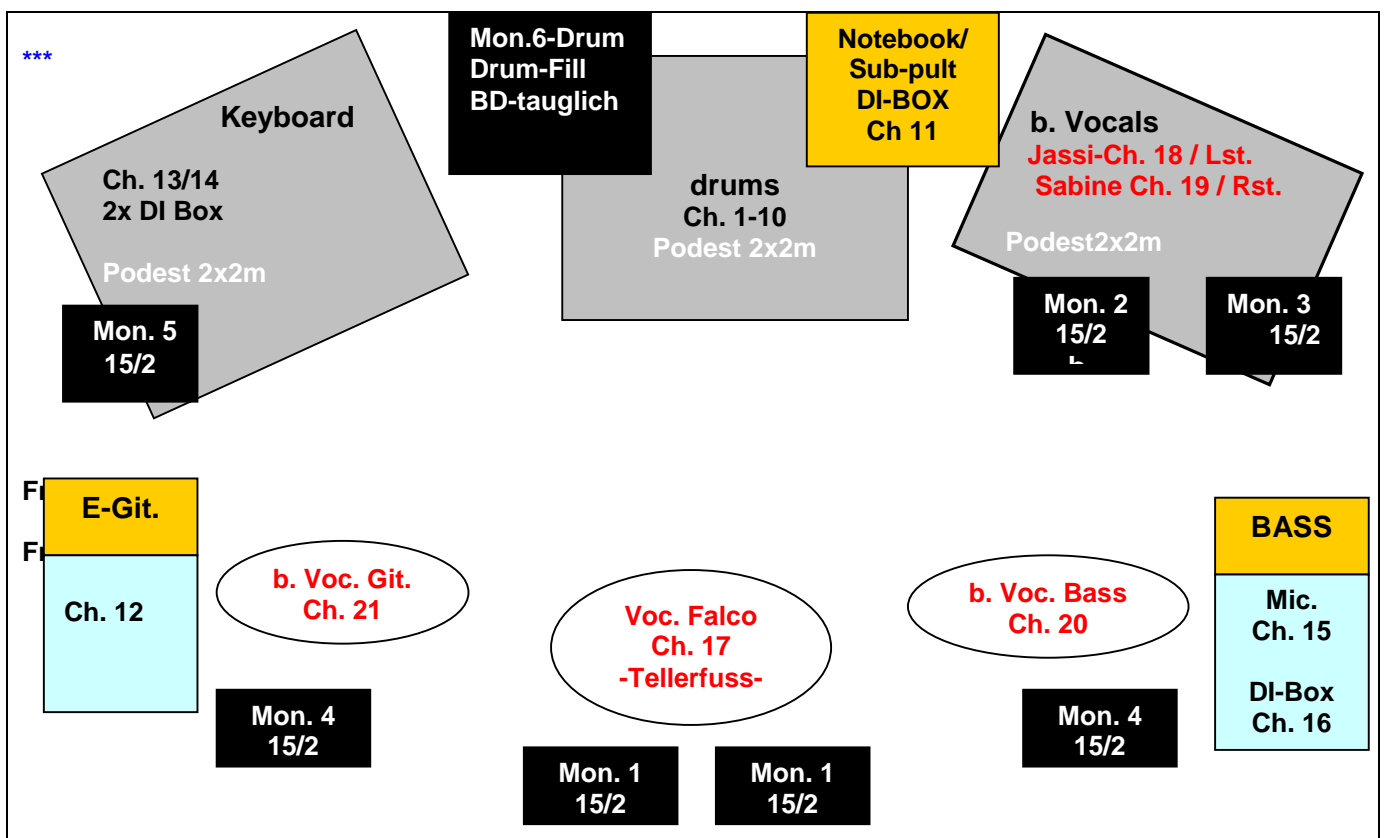 ***
Keyboard
Ch. 13/14
2x DI Box
Podest 2x2m
Mon. 5
15/2
Mon.6-Drum
Drum-Fill
BD-tauglich
drums
Ch. 1-10
Podest 2x2m
Notebook/
Sub-pult
DI-BOX
Ch 11
b. Vocals
Jassi-Ch. 18 / Lst.
Sabine Ch. 19 / Rst.
Podest2x2m
Mon. 2
15/2
Mon. 3
15/2
E-Git.
Ch. 12
b. Voc. Git.
Ch. 21
Mon. 4
15/2
Voc. Falco
Ch. 17
-Tellerfuss-
Mon. 1
15/2
Mon. 1
15/2
b. Voc. Bass
Ch. 20
Mon. 4
15/2
BASS
Mic.
Ch. 15
DI-Box
Ch. 16